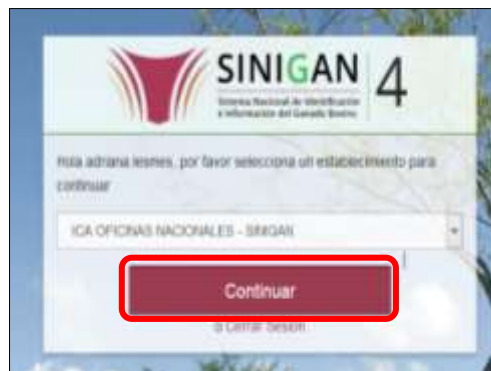 SINIGAN 4
Sistema Nacional de Identificación
e Información del Ganado Bovino
Hola adriana lesmes, por favor selecciona un establecimiento para
continuar
ICA OFICINAS NACIONALES - SINIGAN
Continuar
o Cerrar Sesión